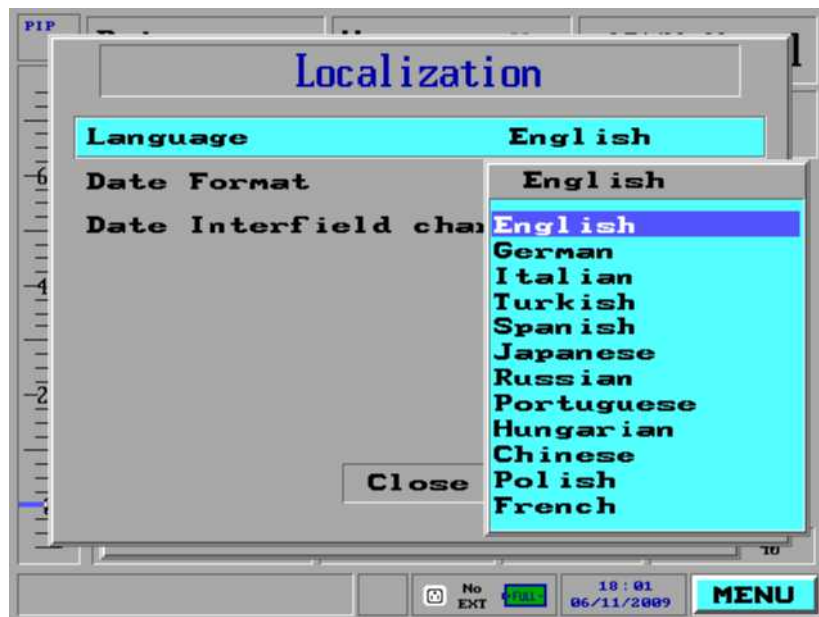 PIP
Localization
Language English
Date Format English
Date Interfield
English
German
Italian
Turkish
Spanish
Japanese
Russian
Portuguese
Hungarian
Chinese
Polish
French
Close
-6
-4
-2
No
EXT
FULL
18:01
06/11/2009
MENU